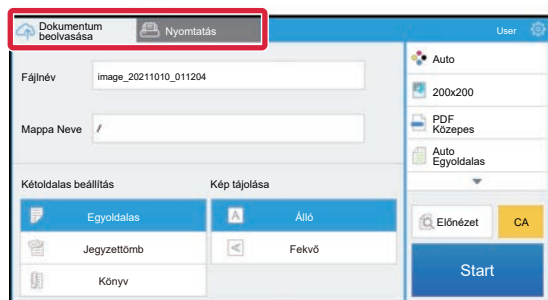 Dokumentum
beolvasása
Nyomtatás
User
Fájlnév
image_20211010_011204
Mappa Neve
/
Kétoldalas beállítás
Kép tájolása
Egyoldalas
Jegyzettömb
Könyv
A
Álló
A
Fekvő
Auto
200x200
PDF
Közepes
Auto
Egyoldalas
Előnézet
CA
Start